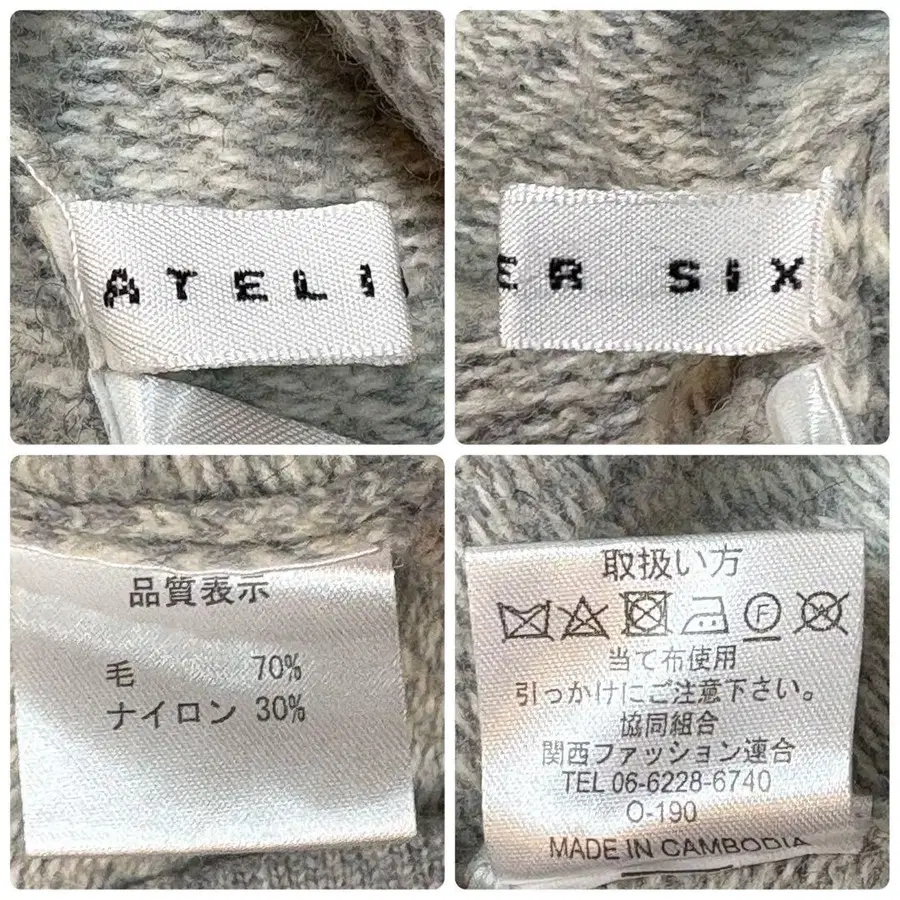 ATELI
ER SIX
品質表示
毛 70%
ナイロン 30%
取扱い方
F W
当て布使用
引っかけにご注意下さい。
協同組合
関西ファッション連合
TEL 06-6228-6740
O-190
MADE IN CAMBODIA